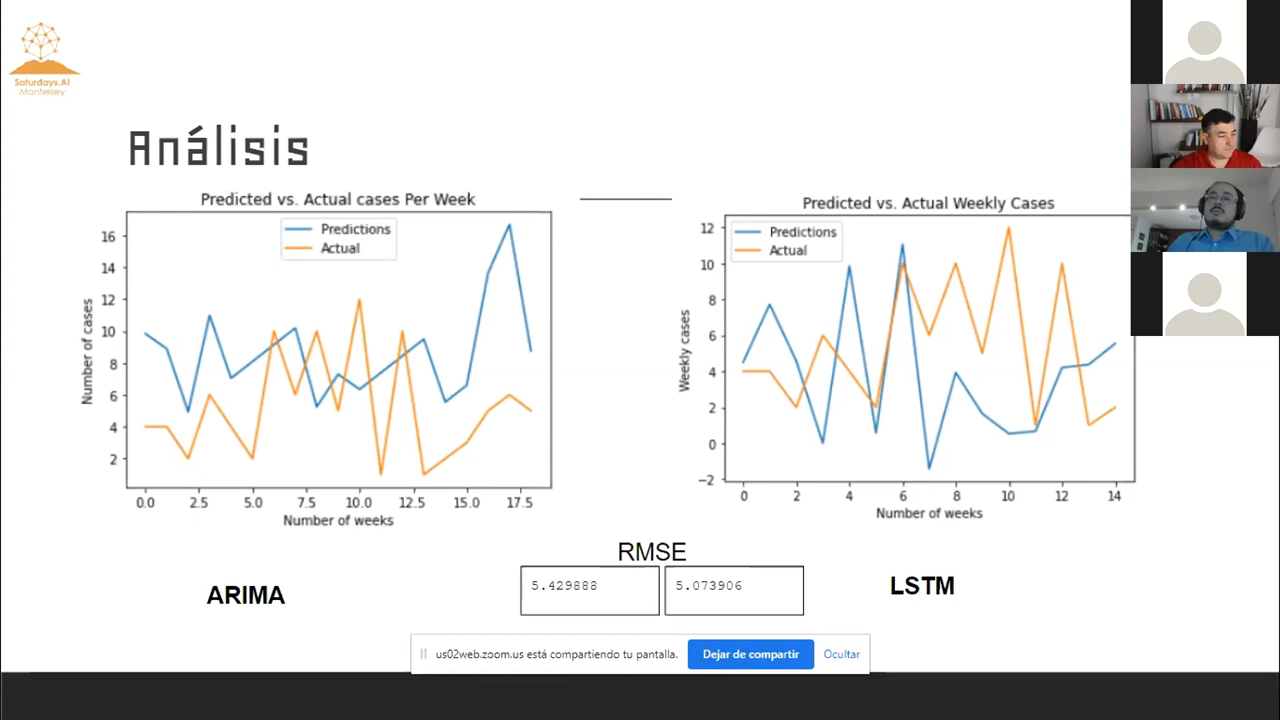 Saturdays.AI
Monterrey
Análisis
Predicted vs. Actual cases Per Week
Predictions
Actual
16
14
12
10
8
6
4
2
Number of cases
0.0 2.5 5.0 7.5 10.0 12.5 15.0 17.5
Number of weeks
ARIMA
Predicted vs. Actual Weekly Cases
Predictions
Actual
12
10
8
6
4
2
0
−2
Weekly cases
0 2 4 6 8 10 12 14
Number of weeks
LSTM
RMSE
5.429888 5.073906
us02web.zoom.us está compartiendo tu pantalla. Dejar de compartir Ocultar